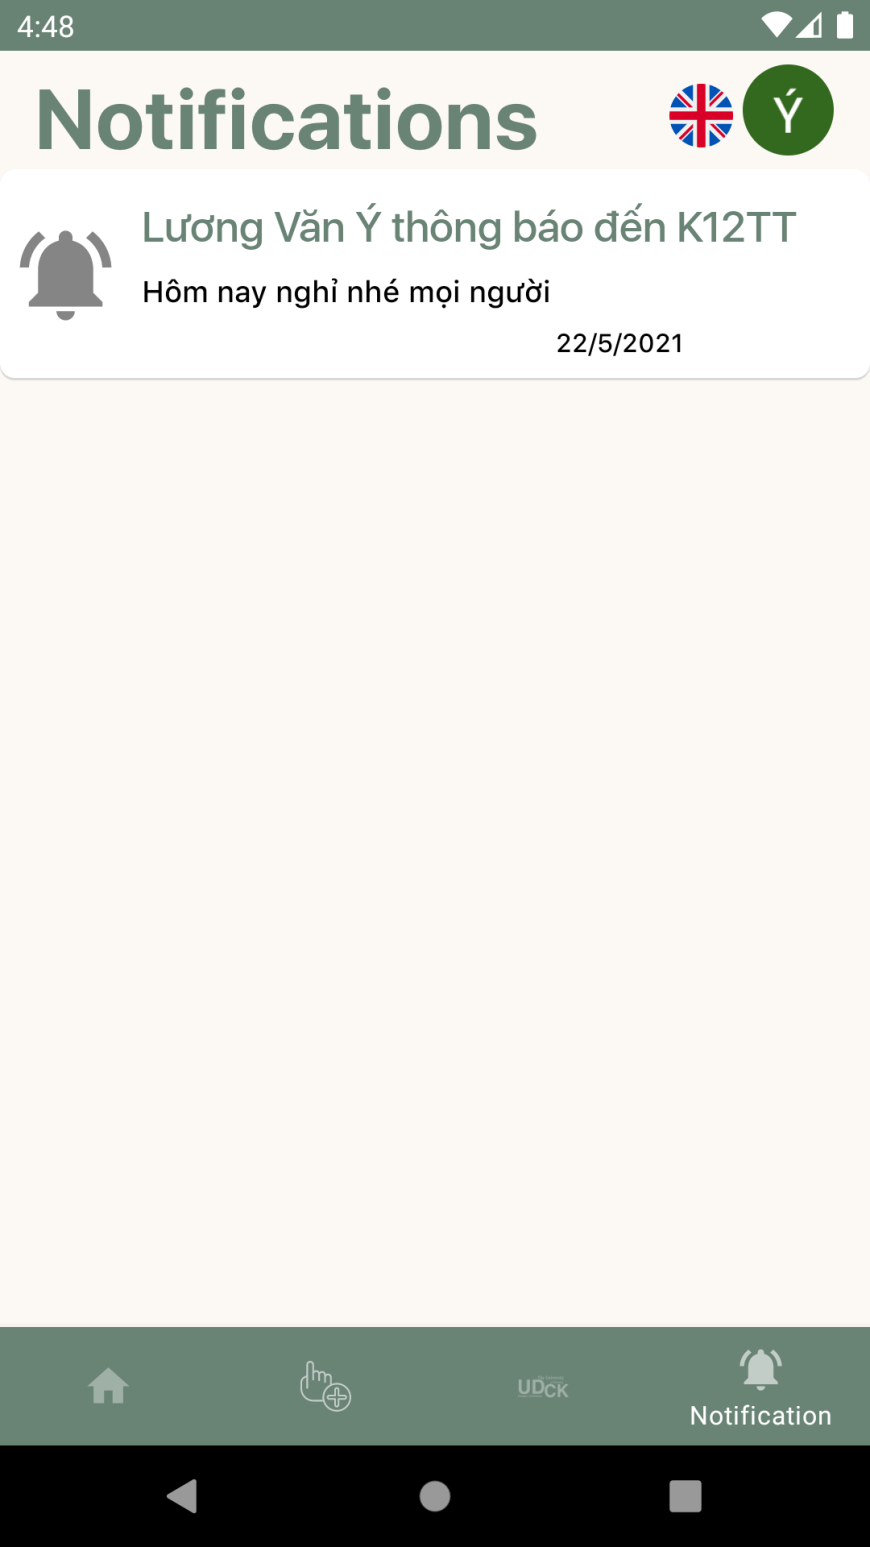 4:48
Notifications
Ý
Lương Văn Ý thông báo đến K12TT
Hôm nay nghỉ nhé mọi người
22/5/2021
UDCK
Notification